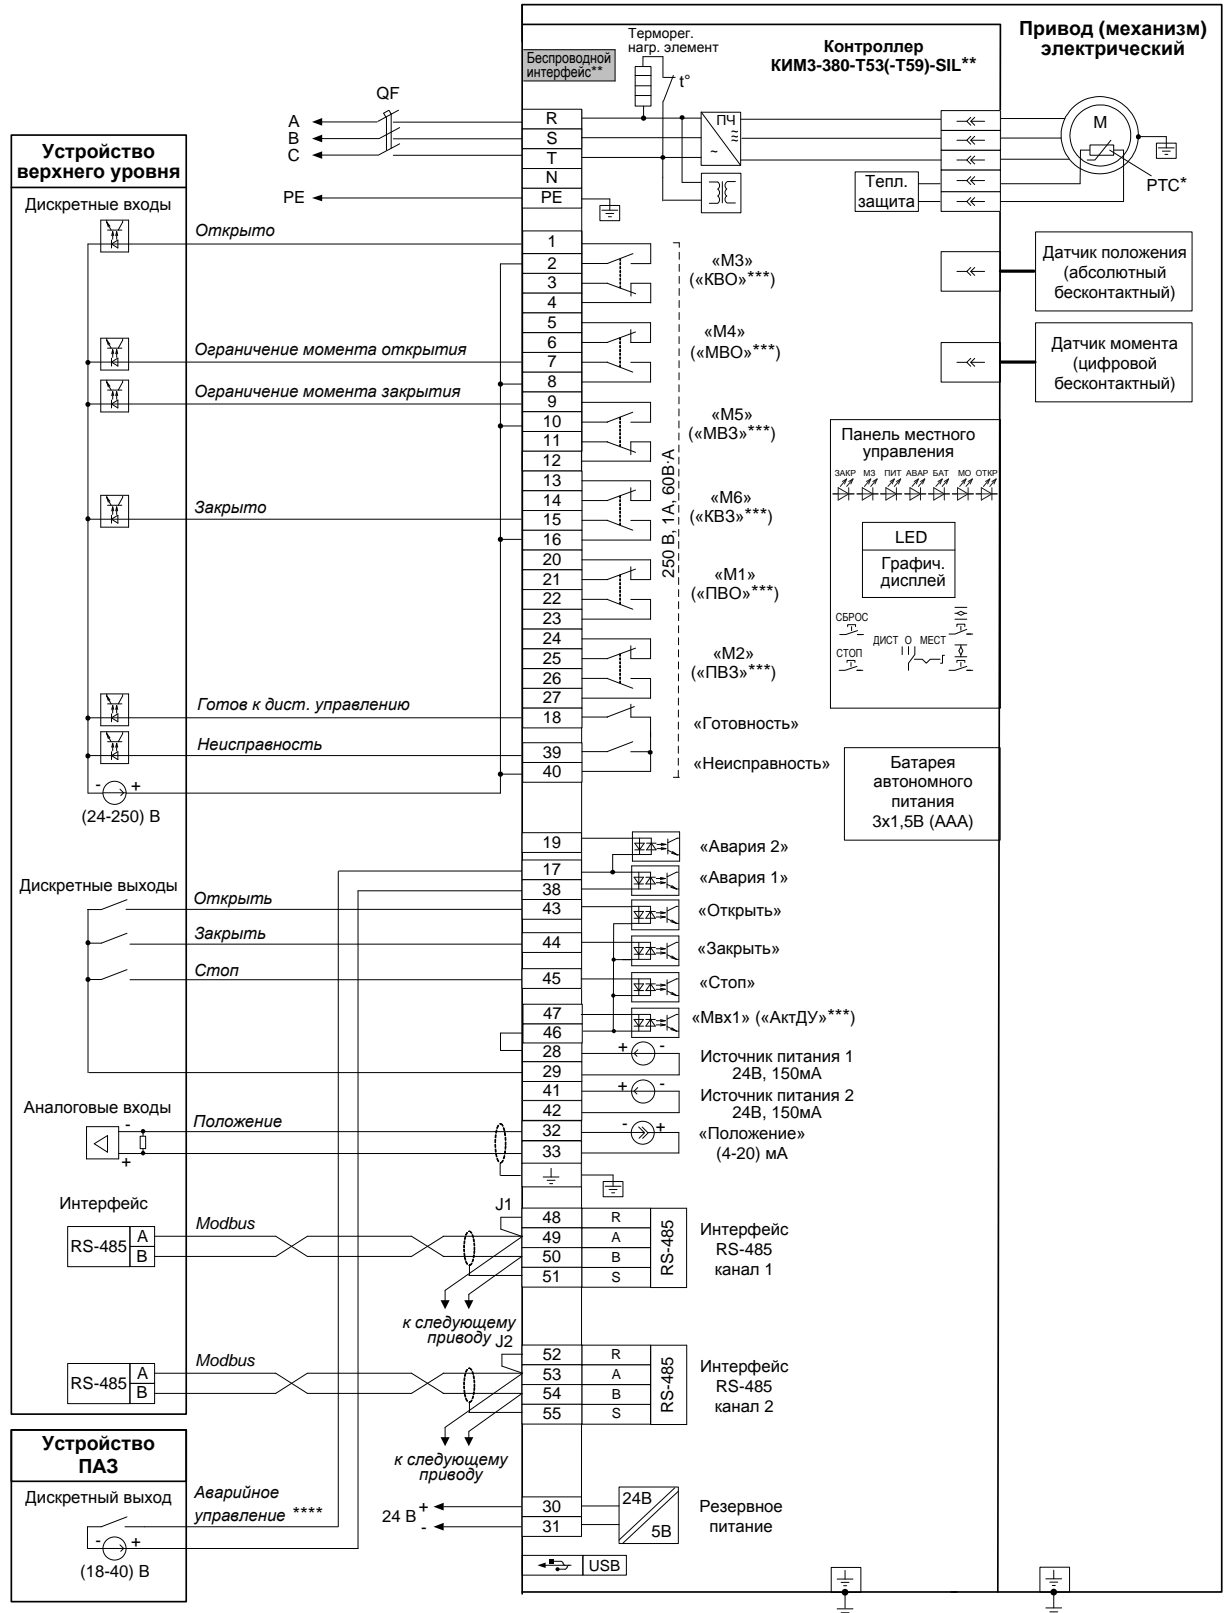 Привод (механизм)
электрический
Контроллер
КИМ3-380-Т53(-Т59)-SIL**
Терморег.
нагр. элемент
t°
Беспроводной
интерфейс**
QF
A
B
C
PE
R
S
T
N
PE
ПЧ
~
≈
Тепл.
защита
M
PTC*
Устройство
верхнего уровня
Дискретные входы
Открыто
Ограничение момента открытия
Ограничение момента закрытия
Закрыто
Готов к дист. управлению
Неисправность
- +
(24-250) В
1
2
3
4
5
6
7
8
9
10
11
12
13
14
15
16
20
21
22
23
24
25
26
27
18
39
40
«М3»
(«КВО»***)
«М4»
(«МВО»***)
«М5»
(«МВЗ»***)
«М6»
(«КВЗ»***)
«М1»
(«ПВО»***)
«М2»
(«ПВЗ»***)
«Готовность»
«Неисправность»
250 В, 1А, 60В·А
Датчик положения
(абсолютный
бесконтактный)
Датчик момента
(цифровой
бесконтактный)
Панель местного
управления
ЗАКР МЗ ПИТ АВАР БАТ МО ОТКР
LED
Графич.
дисплей
СБРОС
СТОП
ДИСТ О МЕСТ
Батарея
автономного
питания
3х1,5В (ААА)
19
17
38
43
44
45
47
46
28
29
41
42
32
33
«Авария 2»
«Авария 1»
«Открыть»
«Закрыть»
«Стоп»
«Мвх1» («АктДУ»***)
+ -
Источник питания 1
24В, 150мА
+ -
Источник питания 2
24В, 150мА
- +
«Положение»
(4-20) мА
Дискретные выходы
Открыть
Закрыть
Стоп
Аналоговые входы
Положение
-
+
Интерфейс
RS-485
A
B
Modbus
J1
48 R
49 A
50 B
51 S
RS-485
Интерфейс
RS-485
канал 1
к следующему
приводу
RS-485
A
B
Modbus
J2
52 R
53 A
54 B
55 S
RS-485
Интерфейс
RS-485
канал 2
к следующему
приводу
Устройство
ПАЗ
Дискретный выход
Аварийное
управление ****
- +
(18-40) В
24 В
+
-
30
31
24В
5В
Резервное
питание
USB